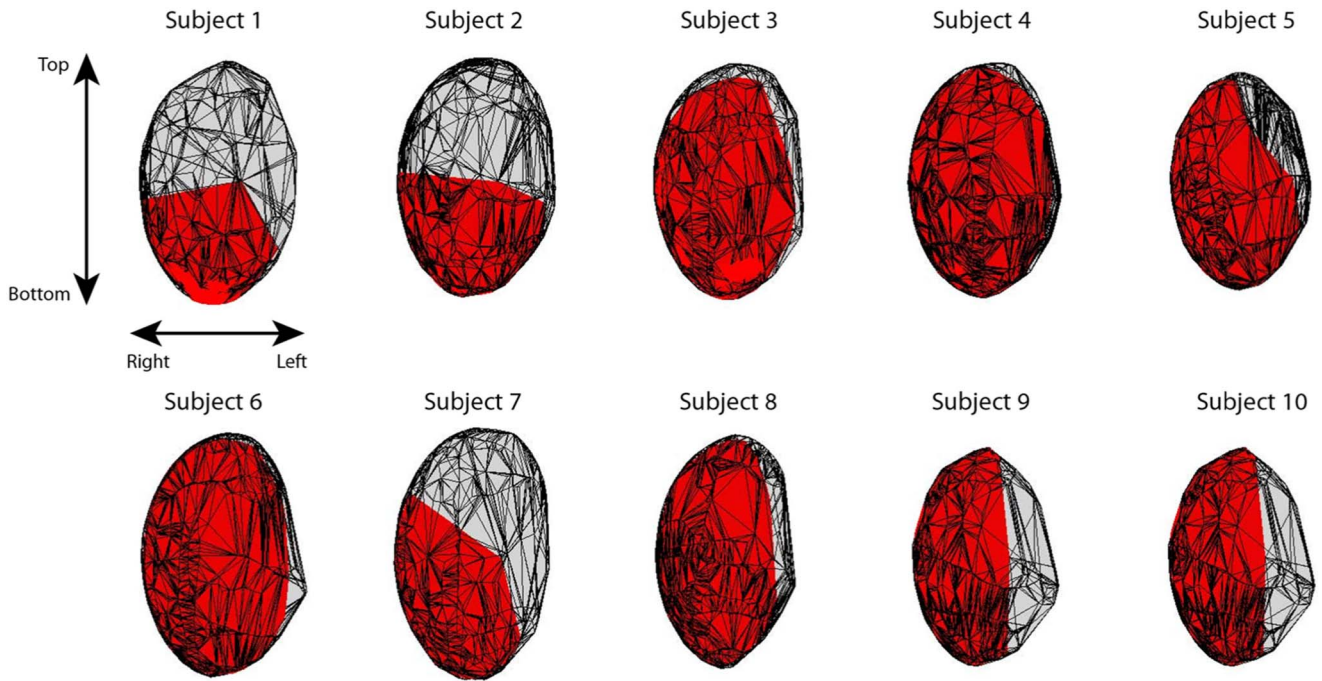 Subject 1
Subject 2
Subject 3
Subject 4
Subject 5
Top
Bottom
Right
Left
Subject 6
Subject 7
Subject 8
Subject 9
Subject 10